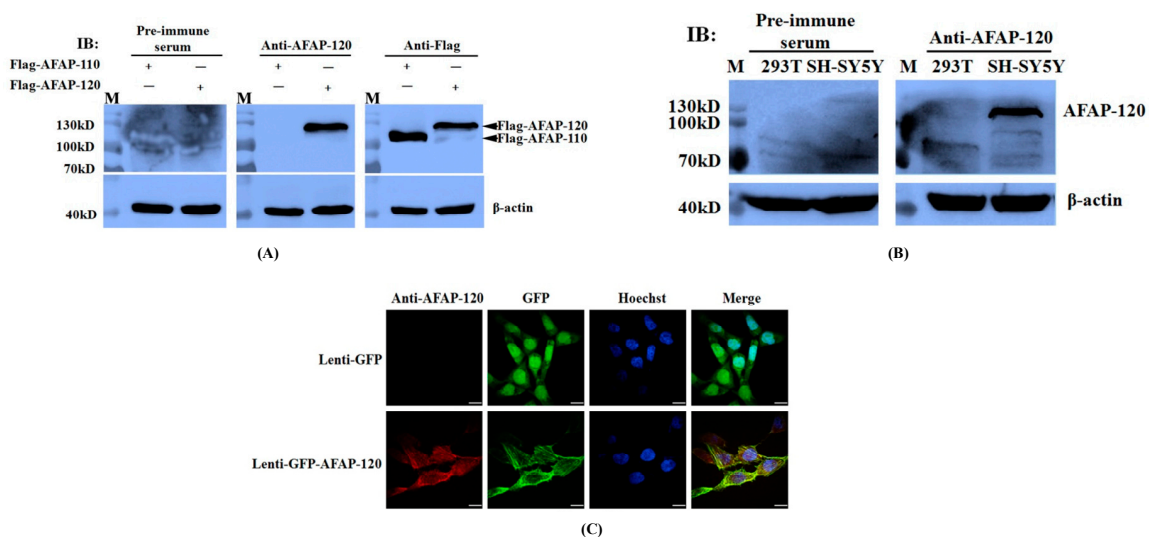 IB:
Pre-immune serum
Anti-AFAP-120
Anti-Flag
Flag-AFAP-110 + — + — + —
Flag-AFAP-120 — + — + — +
M
M
M
130kD
100kD
70kD
40kD
Flag-AFAP-120
Flag-AFAP-110
β-actin
(A)
IB:
Pre-immune
serum
Anti-AFAP-120
M 293T SH-SY5Y M 293T SH-SY5Y
130kD
100kD
70kD
40kD
AFAP-120
β-actin
(B)
Anti-AFAP-120 GFP Hoechst Merge
Lenti-GFP
Lenti-GFP-AFAP-120
(C)